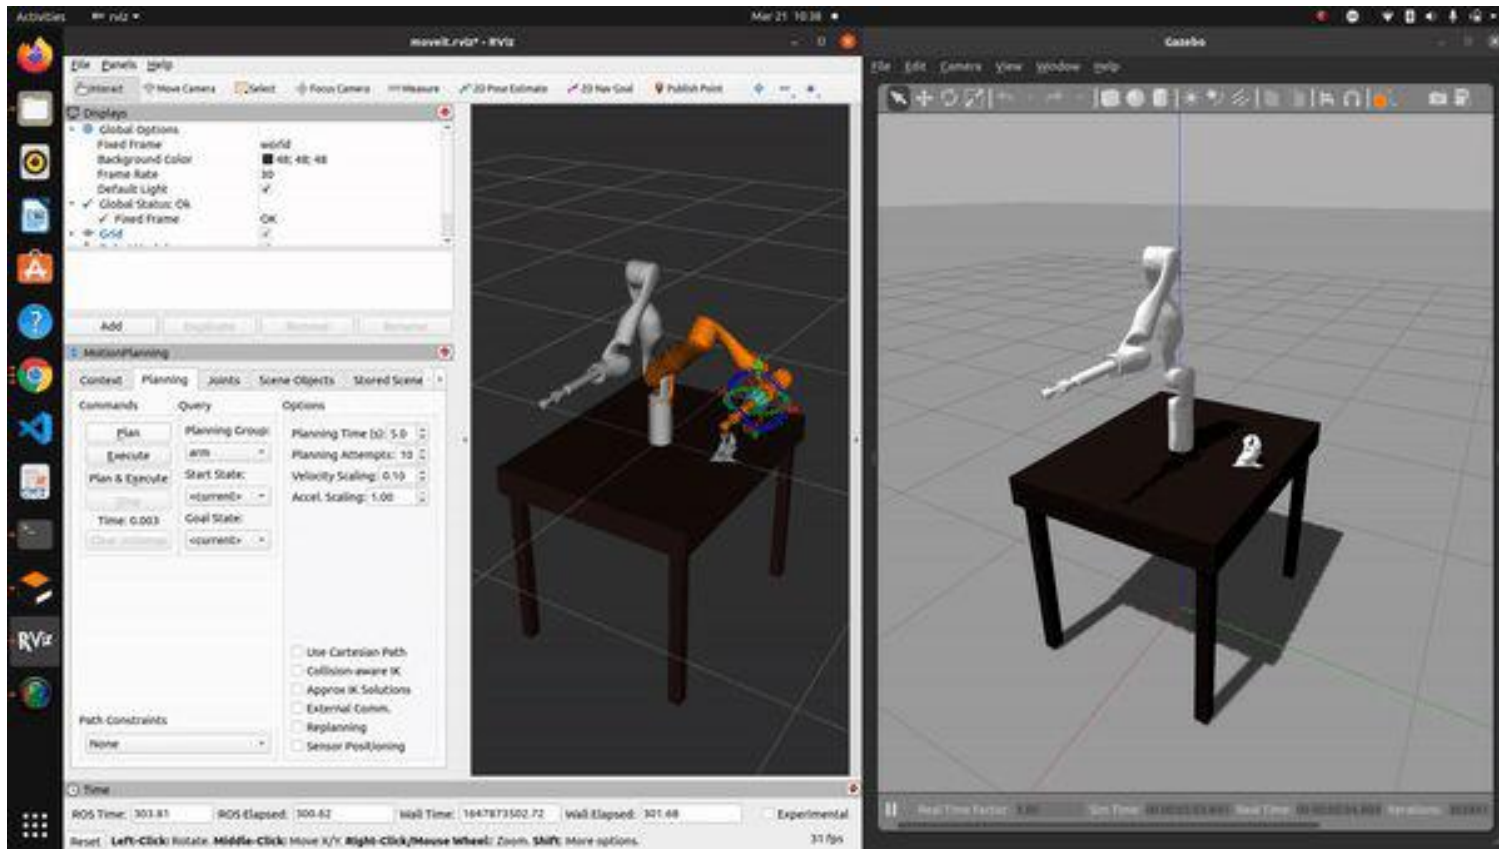 Activities
rviz
Mar 21 10:38
moveit.rviz* - RViz
File Panels Help
Interact Move Camera Select Focus Camera Measure 2D Pose Estimate 2D Nav Goal Publish Point
Displays
Global Options
Fixed Frame world
Background Color 48; 48; 48
Frame Rate 30
Default Light
Global Status: Ok
Fixed Frame OK
Grid
Add Duplicate Remove Rename
MotionPlanning
Context Planning Joints Scene Objects Stored Scene
Commands Query Options
Plan
Execute
Plan & Execute
Stop
Time: 0.003
Planning Group:
arm
Start State:
<current>
Goal State:
<current>
Planning Time (s): 5.0
Planning Attempts: 10
Velocity Scaling: 0.10
Accel. Scaling: 1.00
Use Cartesian Path
Collision-aware IK
Approx IK Solutions
External Comm.
Replanning
Sensor Positioning
Path Constraints
None
Time
ROS Time: 303.81 ROS Elapsed: 300.62 Wall Time: 1647873502.72 Wall Elapsed: 301.68 Experimental
Reset Left-Click: Rotate. Middle-Click: Move X/Y. Right-Click/Mouse Wheel: Zoom. Shift: More options. 31 fps
RViz
Gazebo
File Edit Camera View Window Help
Real Time Factor: 1.00 Sim Time: Real Time: Iterations: